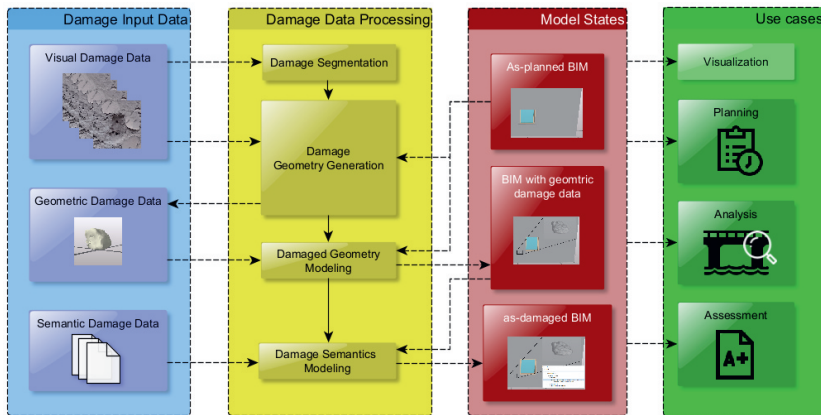 Damage Input Data
Visual Damage Data
Geometric Damage Data
Semantic Damage Data
Damage Data Processing
Damage Segmentation
Damage
Geometry Generation
Damaged Geometry
Modeling
Damage Semantics
Modeling
Model States
As-planned BIM
BIM with geomtric
damage data
as-damaged BIM
Use cases
Visualization
Planning
Analysis
Assessment
A+